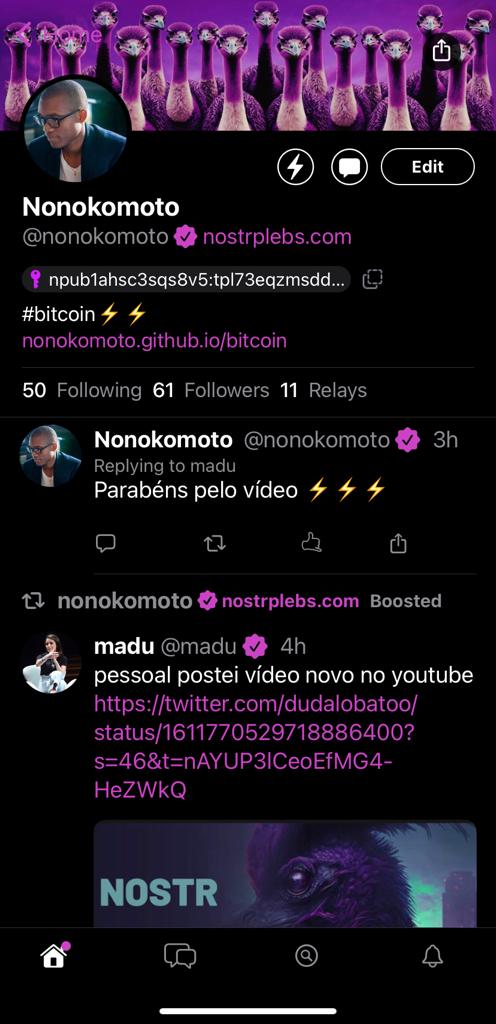 Home
Edit
Nonokomoto
@nonokomoto nostrplebs.com
npub1ahsc3sqs8v5:tpl73eqzmsdd...
#bitcoin⚡⚡
nonokomoto.github.io/bitcoin
50 Following 61 Followers 11 Relays
Nonokomoto @nonokomoto 3h
Replying to madu
Parabéns pelo vídeo ⚡⚡⚡
nonokomoto nostrplebs.com Boosted
madu @madu 4h
pessoal postei vídeo novo no youtube
https://twitter.com/dudalobatoo/
status/1611770529718886400?
s=46&t=nAYUP3lCeoEfMG4-
HeZWkQ
NOSTR